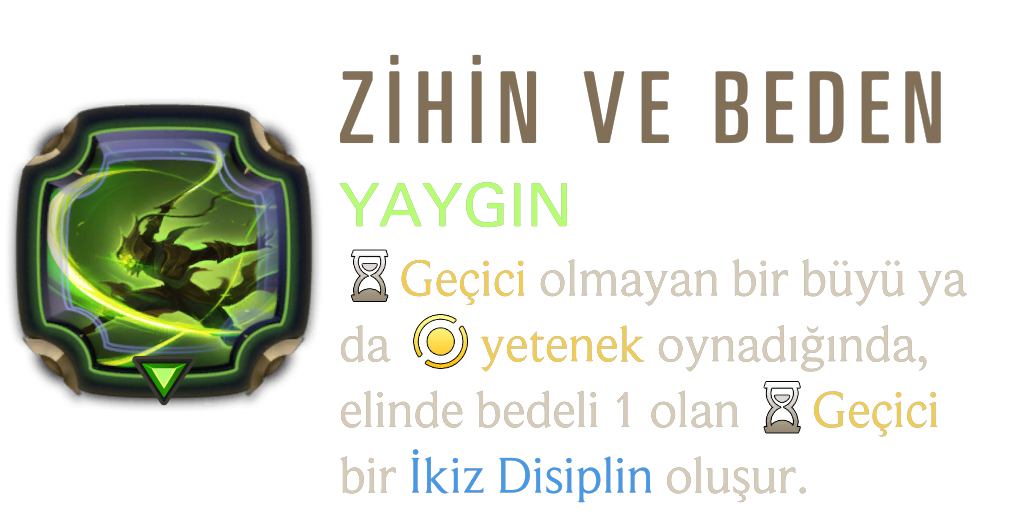 ZİHİN VE BEDEN
YAYGIN
Geçici olmayan bir büyü ya
da yetenek oynadığında,
elinde bedeli 1 olan Geçici
bir İkiz Disiplin oluşur.